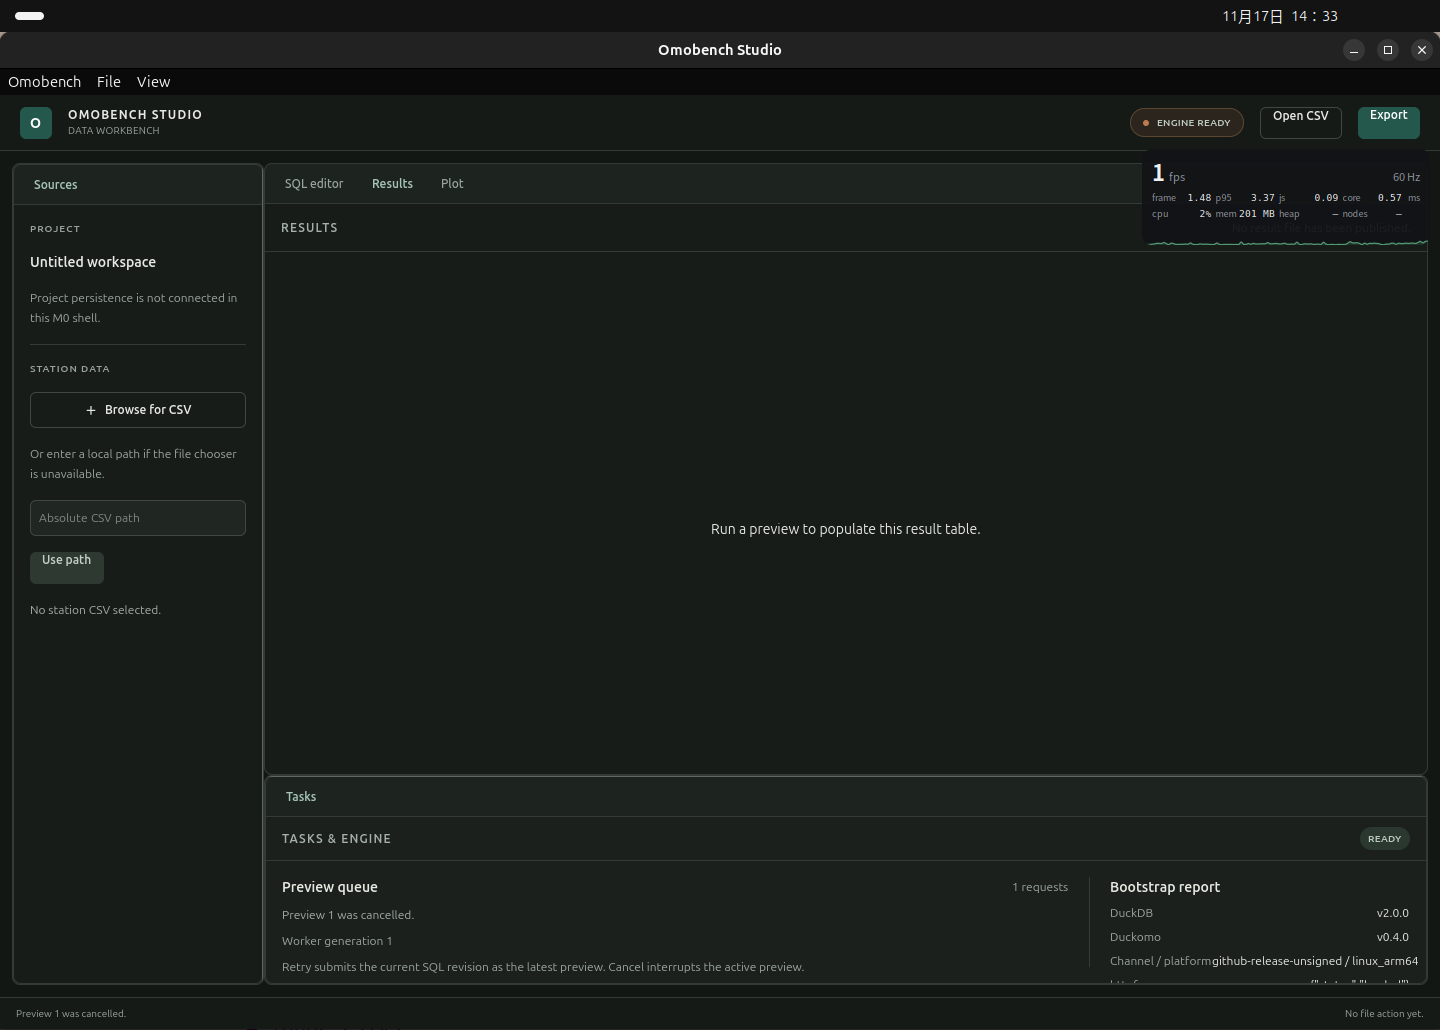 11月17日 14：33
Omobench Studio
Omobench File View
O
OMOBENCH STUDIO
DATA WORKBENCH
ENGINE READY
Open CSV
Export
1 fps 60 Hz
frame 1.48 p95 3.37 js 0.09 core 0.57 ms
cpu 2% mem 201 MB heap – nodes –
No result file has been published.
Sources
PROJECT
Untitled workspace
Project persistence is not connected in
this M0 shell.
STATION DATA
+ Browse for CSV
Or enter a local path if the file chooser
is unavailable.
Absolute CSV path
Use path
No station CSV selected.
SQL editor Results Plot
RESULTS
Run a preview to populate this result table.
Tasks
TASKS & ENGINE
READY
Preview queue 1 requests
Preview 1 was cancelled.
Worker generation 1
Retry submits the current SQL revision as the latest preview. Cancel interrupts the active preview.
Bootstrap report
DuckDB v2.0.0
Duckomo v0.4.0
Channel / platform github-release-unsigned / linux_arm64
Preview 1 was cancelled.
No file action yet.